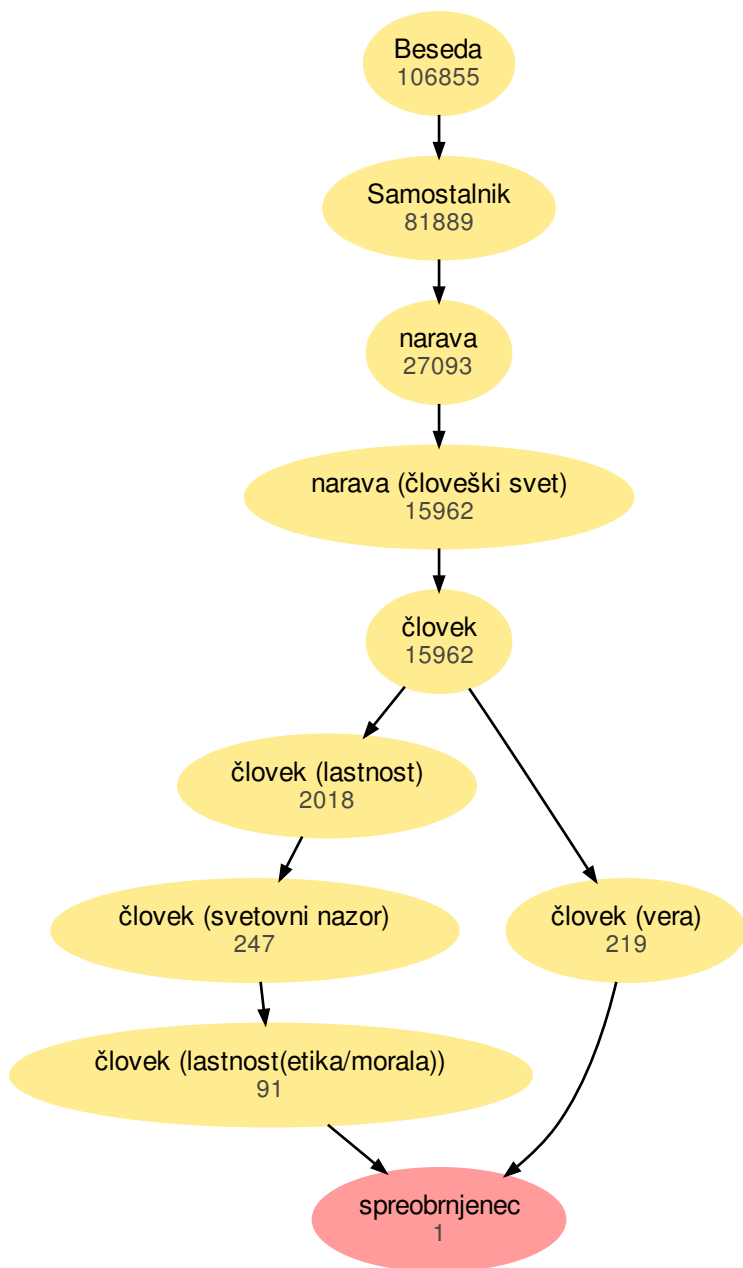 Beseda
106855
Samostalnik
81889
narava
27093
narava (človeški svet)
15962
človek
15962
človek (lastnost)
2018
človek (svetovni nazor)
247
človek (vera)
219
človek (lastnost(etika/morala))
91
spreobrnjenec
1